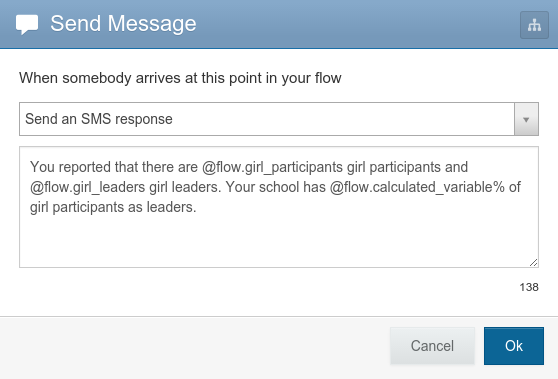 Send Message
When somebody arrives at this point in your flow
Send an SMS response
You reported that there are @flow.girl_participants girl participants and
@flow.girl_leaders girl leaders. Your school has @flow.calculated_variable% of
girl participants as leaders.
138
Cancel
Ok